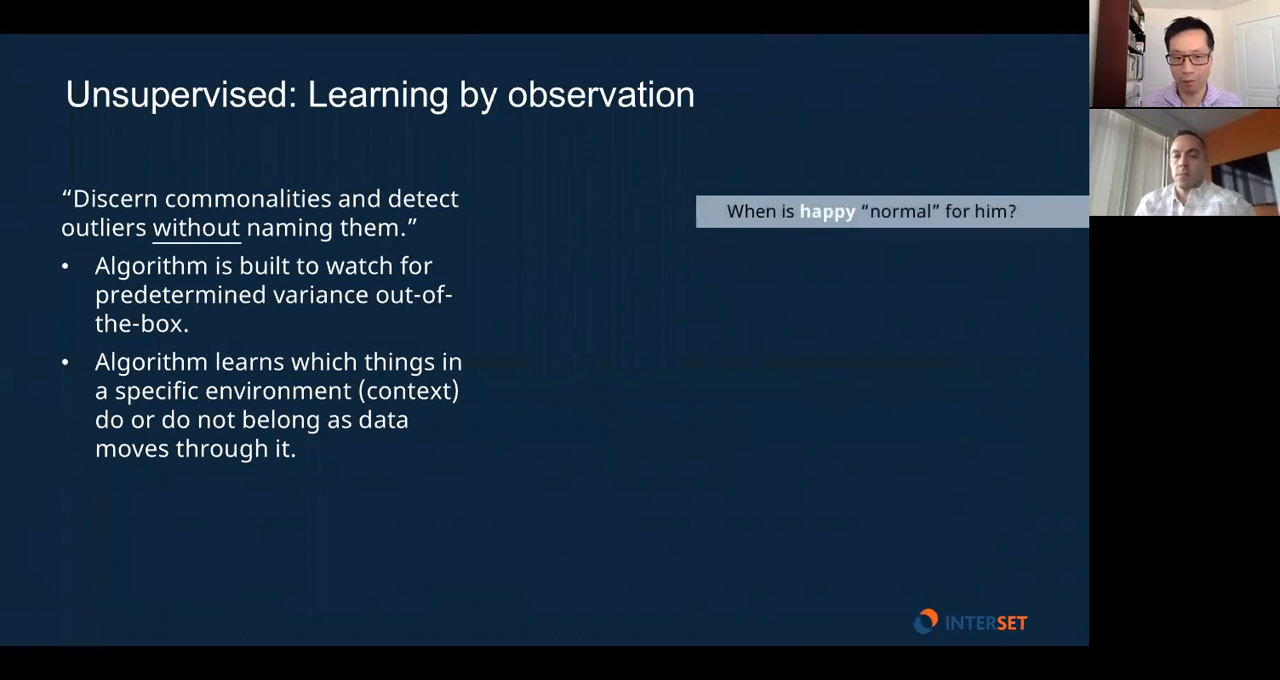 Unsupervised: Learning by observation
“Discern commonalities and detect
outliers without naming them.”
• Algorithm is built to watch for
predetermined variance out-of-
the-box.
• Algorithm learns which things in
a specific environment (context)
do or do not belong as data
moves through it.
When is happy “normal” for him?
INTERSET